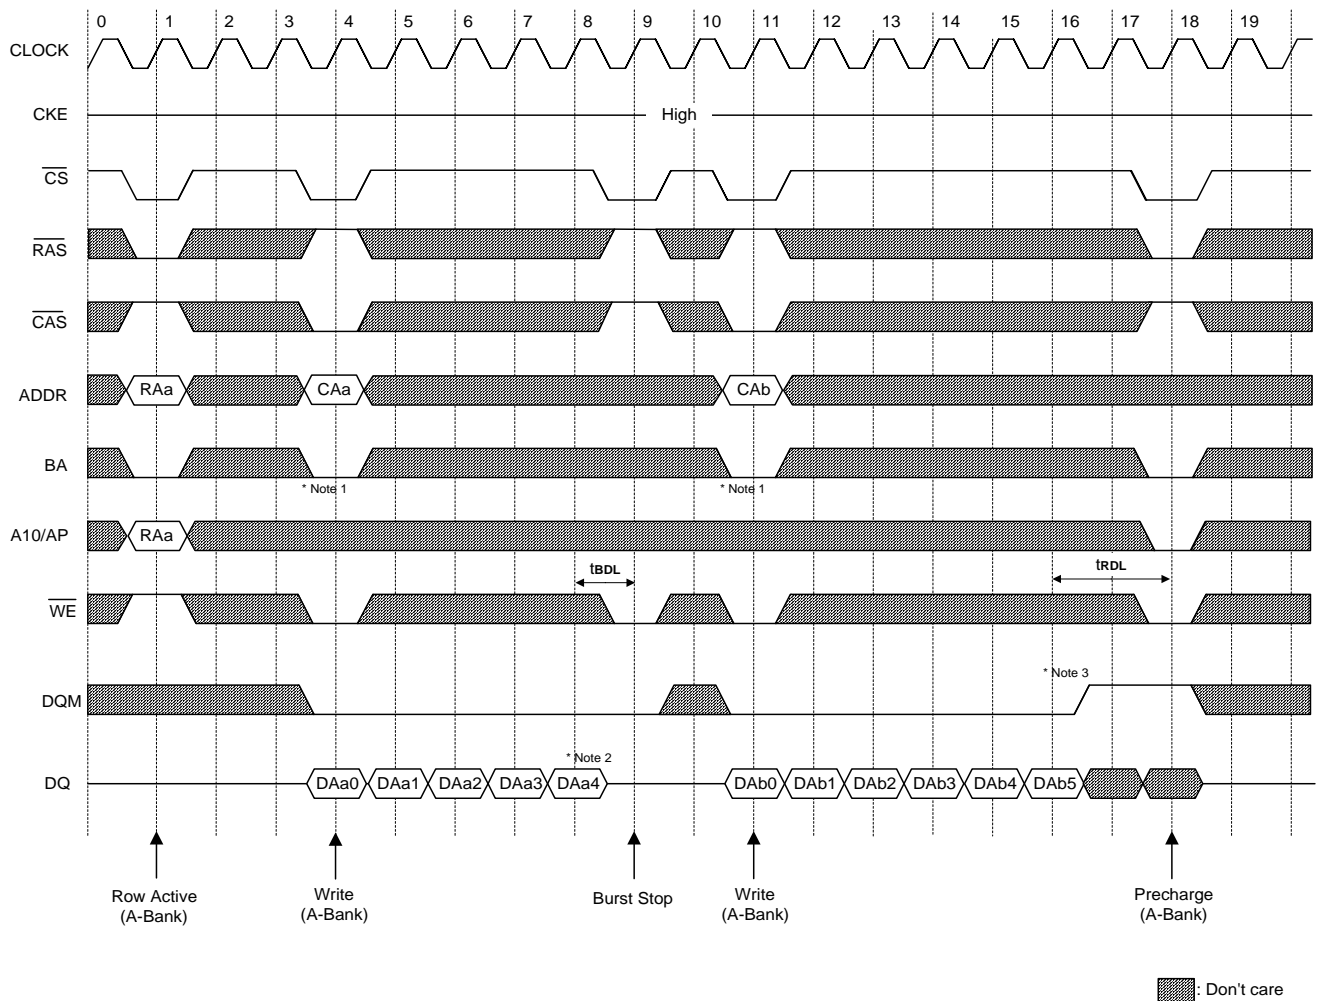 0 1 2 3 4 5 6 7 8 9 10 11 12 13 14 15 16 17 18 19
CLOCK
CKE High
CS
RAS
CAS
ADDR RAa CAa CAb
BA
* Note 1 * Note 1
A10/AP RAa
tBDL tRDL
WE
* Note 3
DQM
* Note 2
DQ DAa0 DAa1 DAa2 DAa3 DAa4 DAb0 DAb1 DAb2 DAb3 DAb4 DAb5
Row Active Write Burst Stop Write Precharge
(A-Bank) (A-Bank) (A-Bank) (A-Bank)
: Don't care